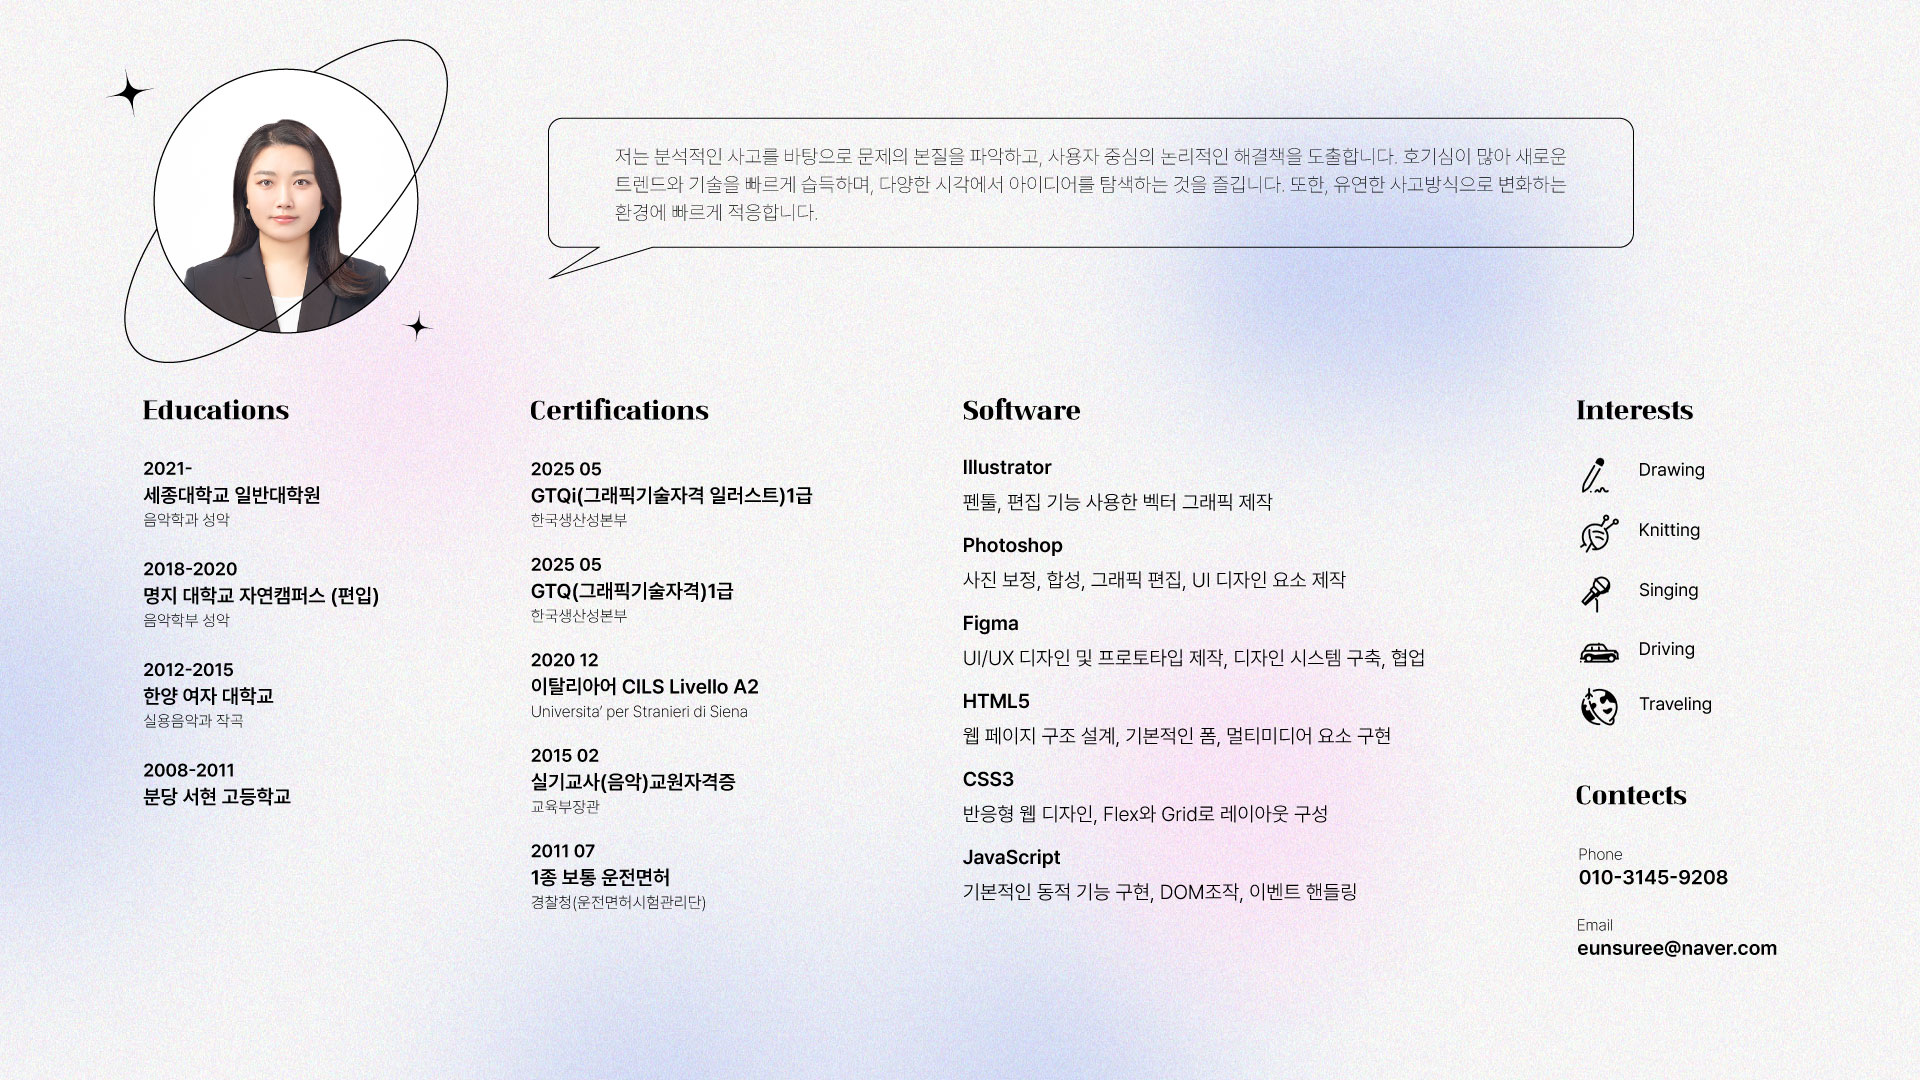 저는 분석적인 사고를 바탕으로 문제의 본질을 파악하고, 사용자 중심의 논리적인 해결책을 도출합니다. 호기심이 많아 새로운
트렌드와 기술을 빠르게 습득하며, 다양한 시각에서 아이디어를 탐색하는 것을 즐깁니다. 또한, 유연한 사고방식으로 변화하는
환경에 빠르게 적응합니다.
Educations
2021-
세종대학교 일반대학원
음악학과 성악
2018-2020
명지 대학교 자연캠퍼스 (편입)
음악학부 성악
2012-2015
한양 여자 대학교
실용음악과 작곡
2008-2011
분당 서현 고등학교
Certifications
2025 05
GTQi(그래픽기술자격 일러스트)1급
한국생산성본부
2025 05
GTQ(그래픽기술자격)1급
한국생산성본부
2020 12
이탈리아어 CILS Livello A2
Universita’ per Stranieri di Siena
2015 02
실기교사(음악)교원자격증
교육부장관
2011 07
1종 보통 운전면허
경찰청(운전면허시험관리단)
Software
Illustrator
펜툴, 편집 기능 사용한 벡터 그래픽 제작
Photoshop
사진 보정, 합성, 그래픽 편집, UI 디자인 요소 제작
Figma
UI/UX 디자인 및 프로토타입 제작, 디자인 시스템 구축, 협업
HTML5
웹 페이지 구조 설계, 기본적인 폼, 멀티미디어 요소 구현
CSS3
반응형 웹 디자인, Flex와 Grid로 레이아웃 구성
JavaScript
기본적인 동적 기능 구현, DOM조작, 이벤트 핸들링
Interests
Drawing
Knitting
Singing
Driving
Traveling
Contects
Phone
010-3145-9208
Email
eunsuree@naver.com